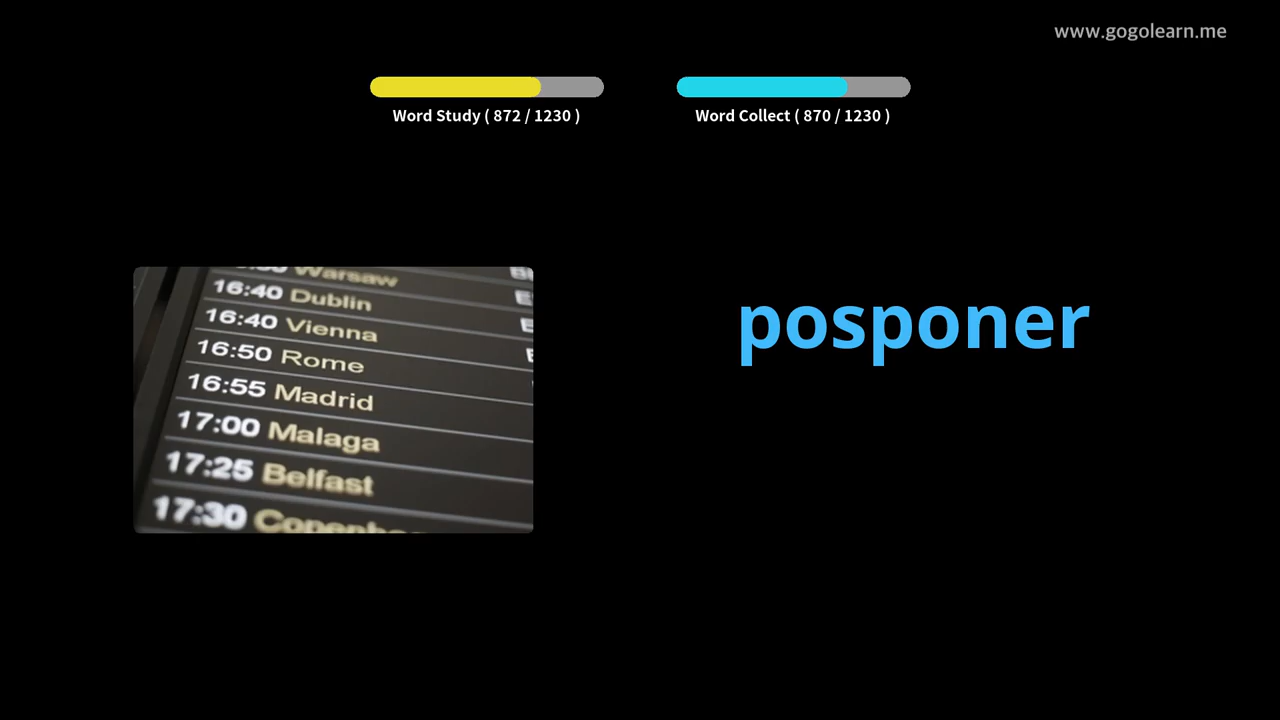 www.gogolearn.me
Word Study ( 872 / 1230 )
Word Collect ( 870 / 1230 )
posponer
Warsaw
16:40 Dublin
16:40 Vienna
16:50 Rome
16:55 Madrid
17:00 Malaga
17:25 Belfast
17:30